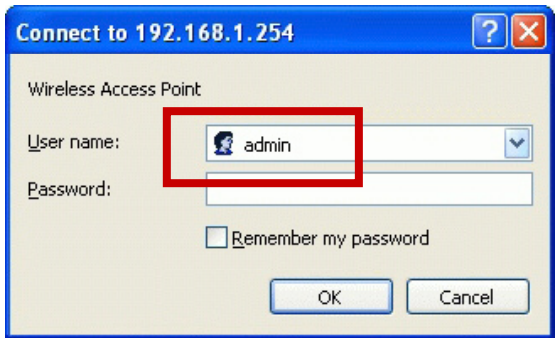 Connect to 192.168.1.254
Wireless Access Point
User name: admin
Password:
Remember my password
OK Cancel